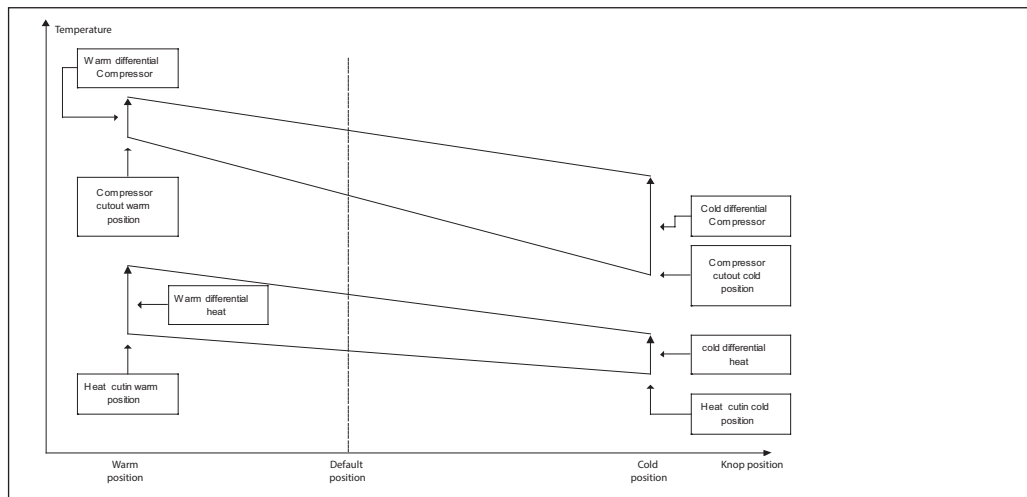 Temperature
Warm differential
Compressor
Compressor
cutout warm
position
Cold differential
Compressor
Compressor
cutout cold
position
Warm differential
heat
cold differential
heat
Heat cutin warm
position
Heat cutin cold
position
Warm
position
Default
position
Cold
position
Knop position